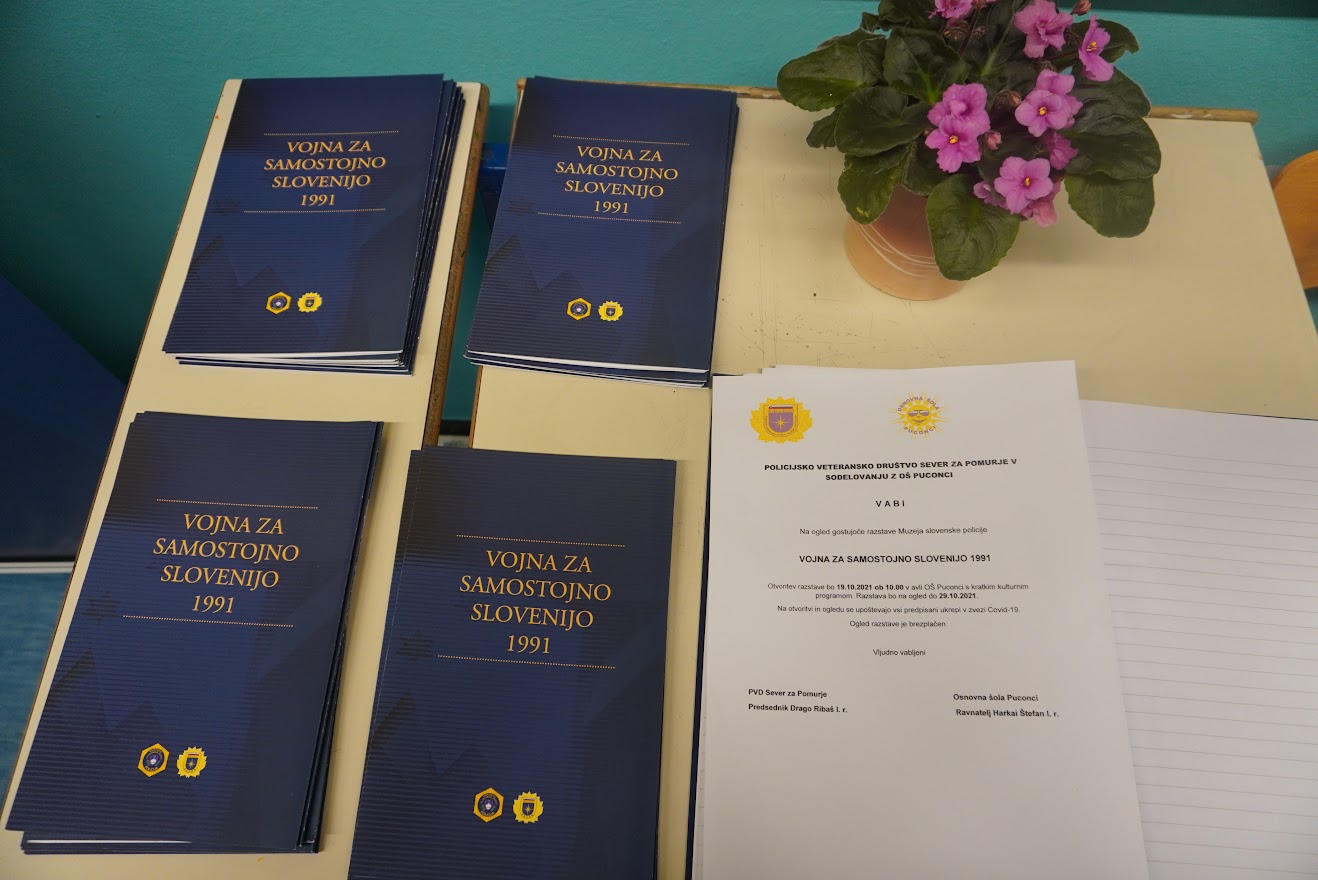 VOJNA ZA
SAMOSTOJNO
SLOVENIJO
1991
VOJNA ZA
SAMOSTOJNO
SLOVENIJO
1991
VOJNA ZA
SAMOSTOJNO
SLOVENIJO
1991
VOJNA ZA
SAMOSTOJNO
SLOVENIJO
1991
OSNOVNA ŠOLA
PUCONCI
POLICIJSKO VETERANSKO DRUŠTVO SEVER ZA POMURJE V
SODELOVANJU Z OŠ PUCONCI
V A B I
Na ogled gostujoče razstave Muzeja slovenske policije
VOJNA ZA SAMOSTOJNO SLOVENIJO 1991
Otvoritev razstave bo 19.10.2021 ob 10.00 v avli OŠ Puconci s kratkim kulturnim
programom. Razstava bo na ogled do 29.10.2021.
Na otvoritvi in ogledu se upoštevajo vsi predpisani ukrepi v zvezi Covid-19.
Ogled razstave je brezplačen.
Vljudno vabljeni
PVD Sever za Pomurje
Predsednik Drago Ribaš l. r.
Osnovna šola Puconci
Ravnatelj Harkai Štefan l. r.